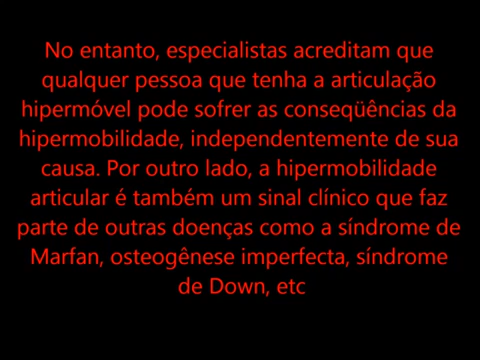 No entanto, especialistas acreditam que
qualquer pessoa que tenha a articulação
hipermóvel pode sofrer as conseqüências da
hipermobilidade, independentemente de sua
causa. Por outro lado, a hipermobilidade
articular é também um sinal clínico que faz
parte de outras doenças como a síndrome de
Marfan, osteogênese imperfecta, síndrome
de Down, etc